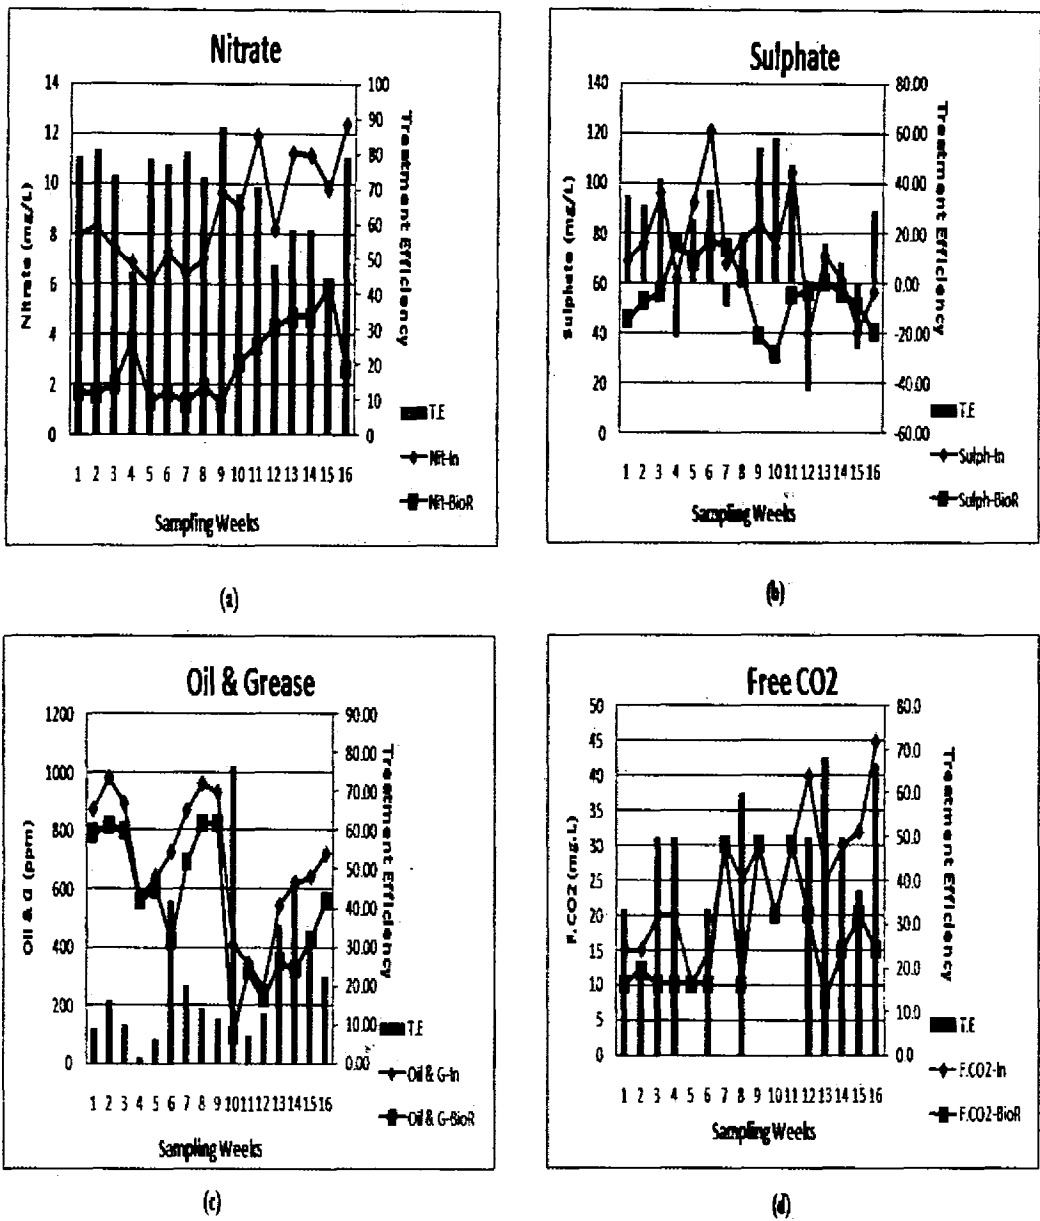 Nitrate
14
12
10
8
6
4
2
0
Nitrate (mg/L)
100
90
80
70
60
50
40
30
20
10
0
Treatment Efficiency
T.E
Nit-In
Nit-BioR
1 2 3 4 5 6 7 8 9 10 11 12 13 14 15 16
Sampling Weeks
(a)
Sulphate
140
120
100
80
60
40
20
0
Sulphate (mg/L)
80.00
60.00
40.00
20.00
0.00
-20.00
-40.00
-60.00
Treatment Efficiency
T.E
Sulph-In
Sulph-BioR
1 2 3 4 5 6 7 8 9 10 11 12 13 14 15 16
Sampling Weeks
(b)
Oil & Grease
1200
1000
800
600
400
200
0
Oil & G (ppm)
90.00
80.00
70.00
60.00
50.00
40.00
30.00
20.00
10.00
0.00
Treatment Efficiency
T.E
Oil & G-In
Oil & G-BioR
1 2 3 4 5 6 7 8 9 10 11 12 13 14 15 16
Sampling Weeks
(c)
Free CO2
50
45
40
35
30
25
20
15
10
5
0
F.CO2 (mg.L)
80.0
70.0
60.0
50.0
40.0
30.0
20.0
10.0
0.0
Treatment Efficiency
T.E
F.CO2-In
F.CO2-BioR
1 2 3 4 5 6 7 8 9 10 11 12 13 14 15 16
Sampling Weeks
(d)